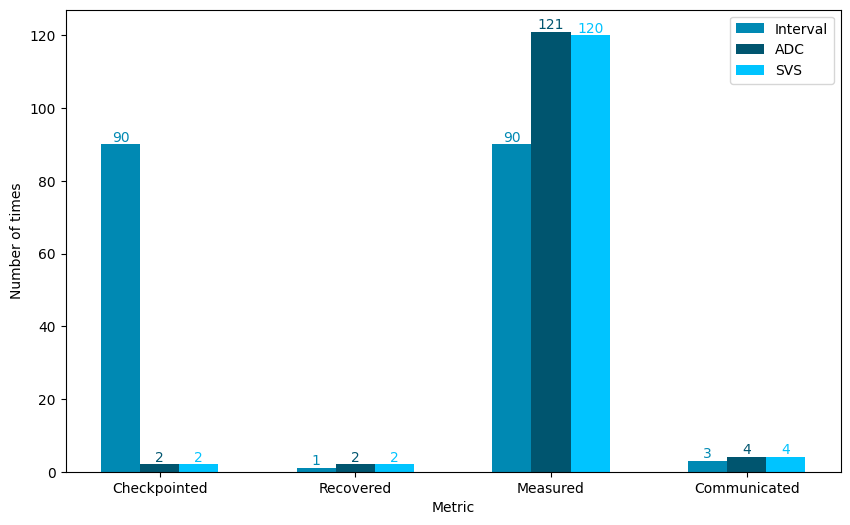 Number of times
120
100
80
60
40
20
0
90
2
2
1
2
2
90
121
120
3
4
4
Interval
ADC
SVS
Checkpointed
Recovered
Measured
Communicated
Metric